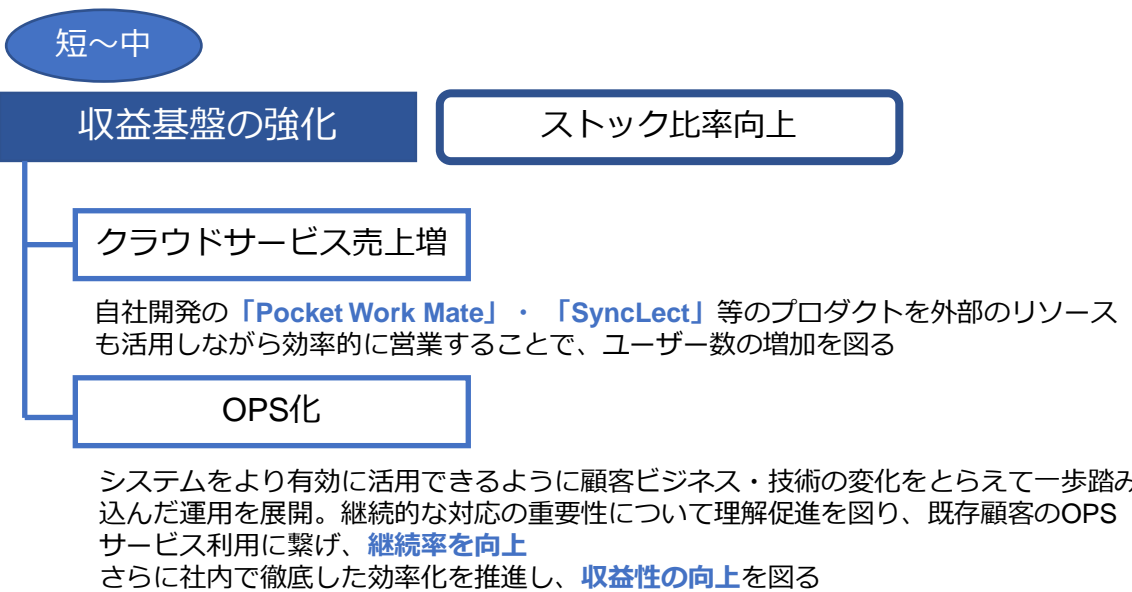 短～中
収益基盤の強化
ストック比率向上
クラウドサービス売上増
自社開発の「Pocket Work Mate」・「SyncLect」等のプロダクトを外部のリソース
も活用しながら効率的に営業することで、ユーザー数の増加を図る
OPS化
システムをより有効に活用できるように顧客ビジネス・技術の変化をとらえて一歩踏み
込んだ運用を展開。継続的な対応の重要性について理解促進を図り、既存顧客のOPS
サービス利用に繋げ、継続率を向上
さらに社内で徹底した効率化を推進し、収益性の向上を図る